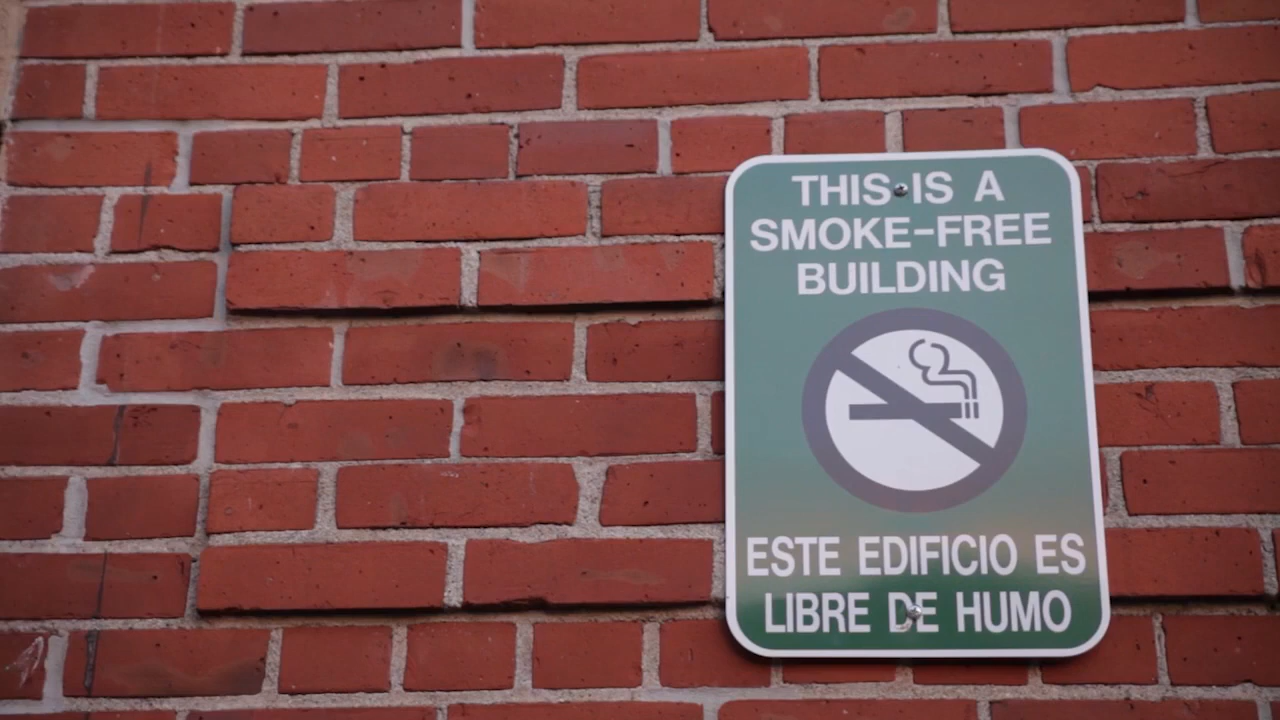 THIS IS A
SMOKE-FREE
BUILDING
ESTE EDIFICIO ES
LIBRE DE HUMO